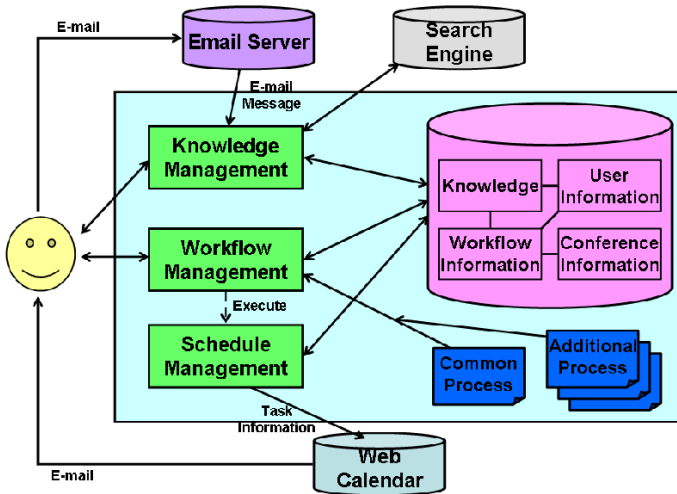 E-mail
Email Server
Search
Engine
E-mail
Message
Knowledge
Management
Knowledge
User
Information
Workflow
Information
Conference
Information
Workflow
Management
Execute
Schedule
Management
Common
Process
Additional
Process
Task
Information
Web
Calendar
E-mail